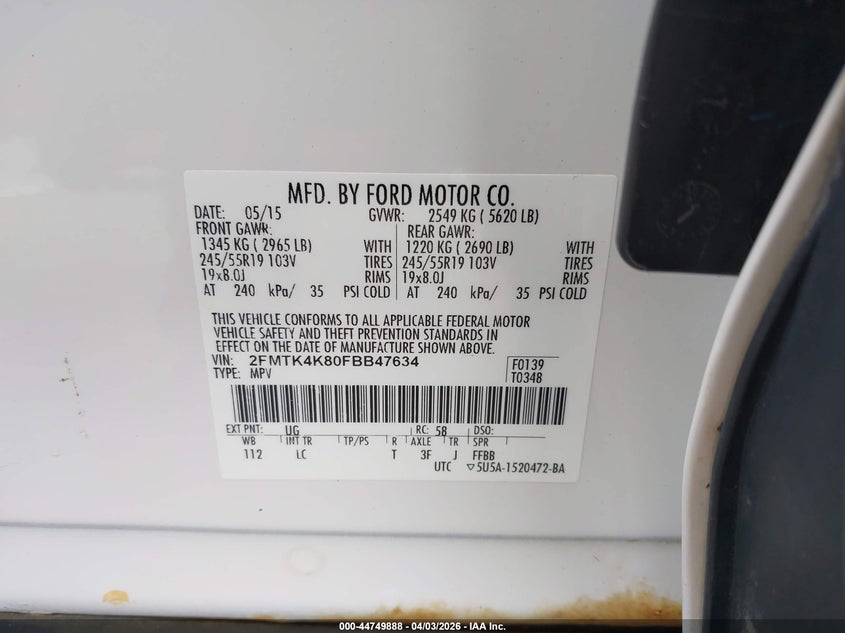 MFD. BY FORD MOTOR CO.
DATE: 05/15 GVWR: 2549 KG ( 5620 LB)
FRONT GAWR: REAR GAWR:
1345 KG ( 2965 LB) WITH 1220 KG ( 2690 LB) WITH
245/55R19 103V TIRES 245/55R19 103V TIRES
19x8.0J RIMS 19x8.0J RIMS
AT 240 kPa/ 35 PSI COLD AT 240 kPa/ 35 PSI COLD
THIS VEHICLE CONFORMS TO ALL APPLICABLE FEDERAL MOTOR
VEHICLE SAFETY AND THEFT PREVENTION STANDARDS IN
EFFECT ON THE DATE OF MANUFACTURE SHOWN ABOVE.
VIN: 2FMTK4K80FBB47634 F0139
TYPE: MPV T0348
EXT PNT: UG RC: 58 DSO:
WB INT TR TP/PS R AXLE TR SPR
112 LC T 3F J FFBB
UTC ▽5U5A-1520472-BA
000-44749888 - 04/03/2026 - IAA Inc.